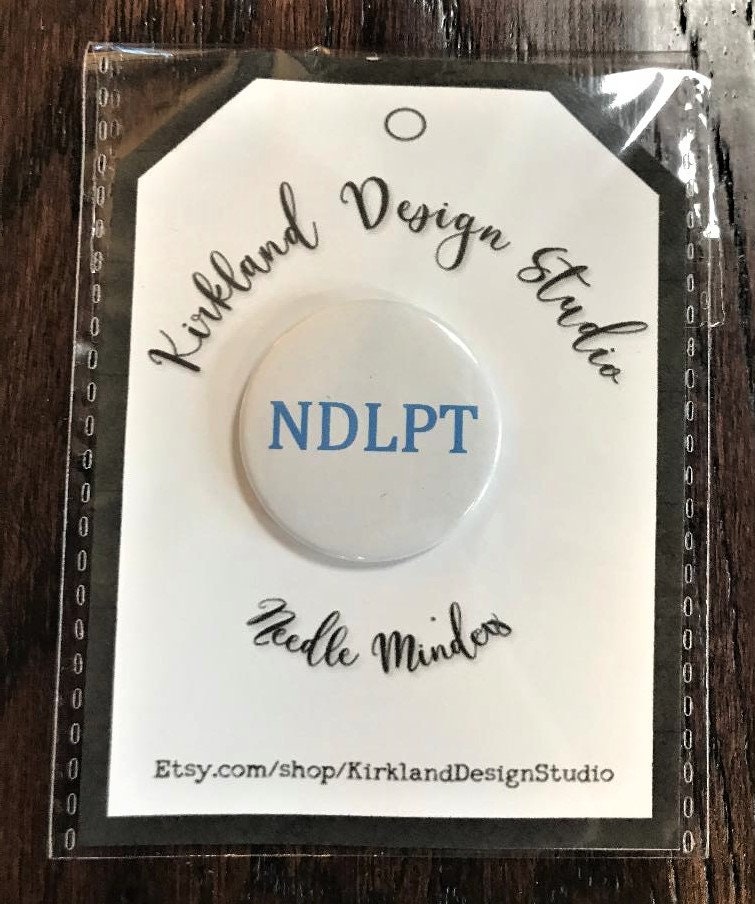 Kirkland Design Studio
NDLPT
Needle Minders
Etsy.com/shop/KirklandDesignStudio